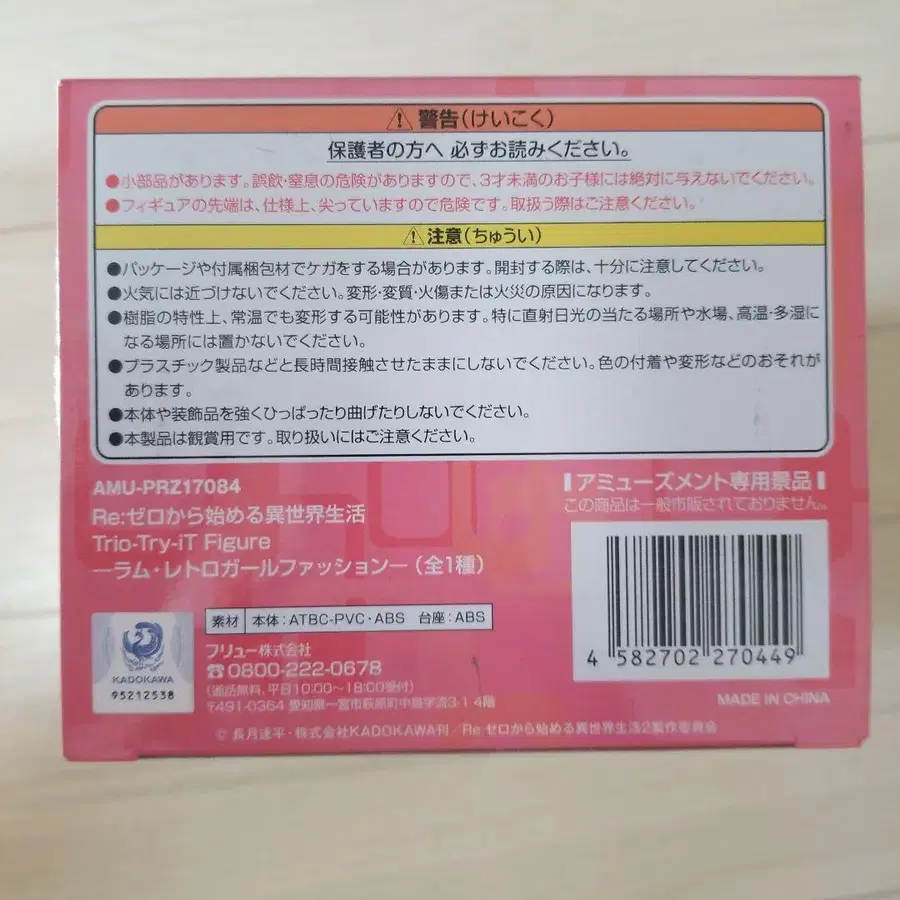 ⚠ 警告(けいこく)
保護者の方へ 必ずお読みください。
●小部品があります。誤飲・窒息の危険がありますので、3才未満のお子様には絶対に与えないでください。
●フィギュアの先端は、仕様上、尖っていますので危険です。取扱う際はご注意ください。
⚠ 注意(ちゅうい)
●パッケージや付属梱包材でケガをする場合があります。開封する際は、十分に注意してください。
●火気には近づけないでください。変形・変質・火傷または火災の原因になります。
●樹脂の特性上、常温でも変形する可能性があります。特に直射日光の当たる場所や水場、高温・多湿に
なる場所には置かないでください。
●プラスチック製品などと長時間接触させたままにしないでください。色の付着や変形などのおそれが
あります。
●本体や装飾品を強くひっぱったり曲げたりしないでください。
●本製品は観賞用です。取り扱いにはご注意ください。
AMU-PRZ17084
Re:ゼロから始める異世界生活
Trio-Try-iT Figure
―ラム・レトロガールファッション―(全1種)
アミューズメント専用景品
この商品は一般市販されておりません。
4 582702 270449
素材 本体:ATBC-PVC・ABS 台座:ABS
KADOKAWA
95212538
フリュー株式会社
☎0800-222-0678
(通話無料、平日10:00~18:00受付)
〒491-0364 愛知県一宮市萩原町中島字流3-1 4階
MADE IN CHINA
© 長月達平・株式会社KADOKAWA刊/Re:ゼロから始める異世界生活2製作委員会